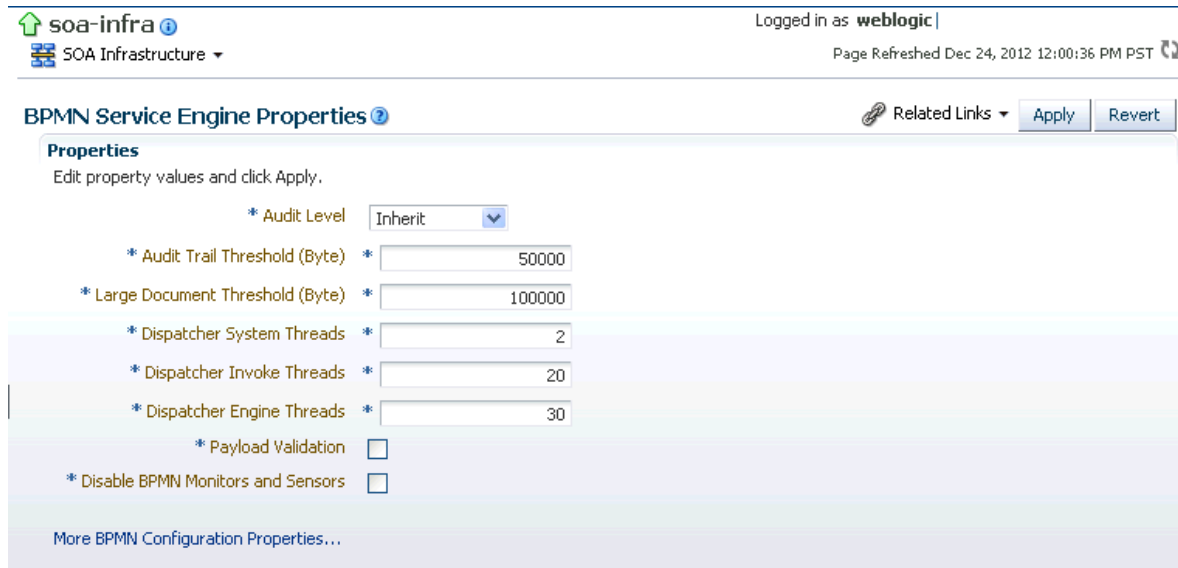 soa-infra
Logged in as weblogic|
SOA Infrastructure
Page Refreshed Dec 24, 2012 12:00:36 PM PST
BPMN Service Engine Properties
Related Links
Apply
Revert
Properties
Edit property values and click Apply.
* Audit Level Inherit
* Audit Trail Threshold (Byte) * 50000
* Large Document Threshold (Byte) * 100000
* Dispatcher System Threads * 2
* Dispatcher Invoke Threads * 20
* Dispatcher Engine Threads * 30
* Payload Validation
* Disable BPMN Monitors and Sensors
More BPMN Configuration Properties...